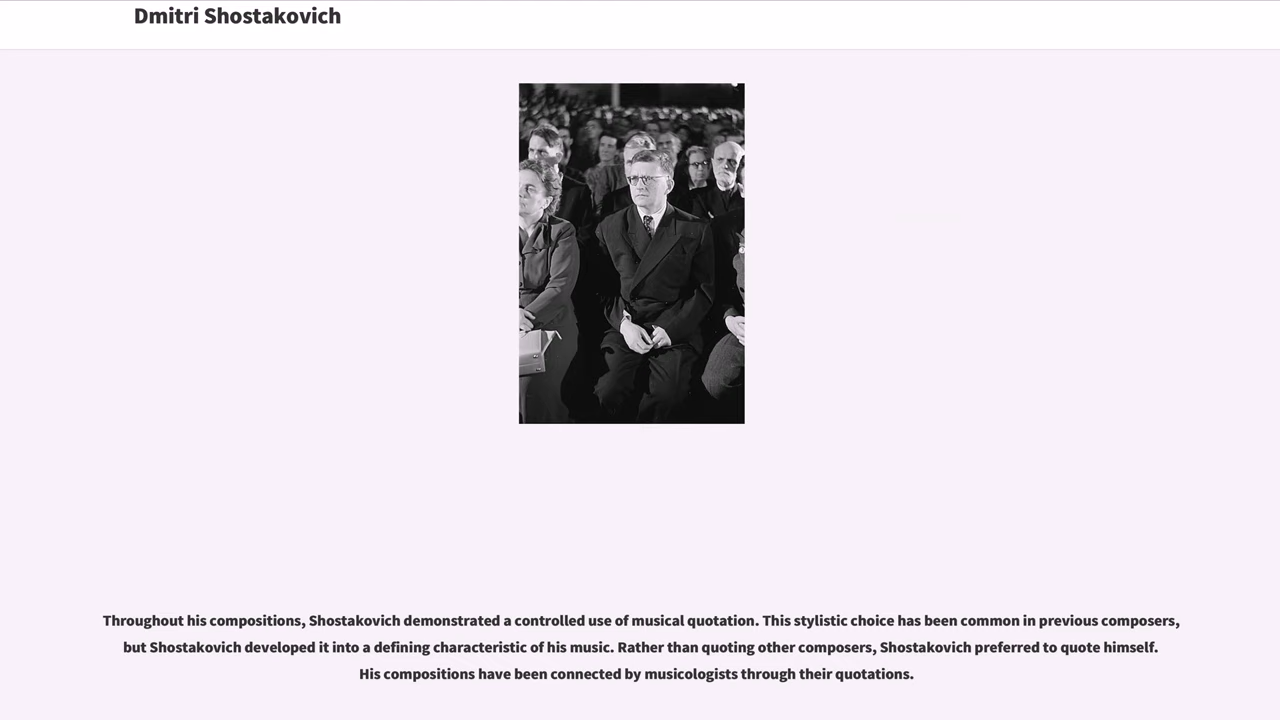 Dmitri Shostakovich
Throughout his compositions, Shostakovich demonstrated a controlled use of musical quotation. This stylistic choice has been common in previous composers,
but Shostakovich developed it into a defining characteristic of his music. Rather than quoting other composers, Shostakovich preferred to quote himself.
His compositions have been connected by musicologists through their quotations.